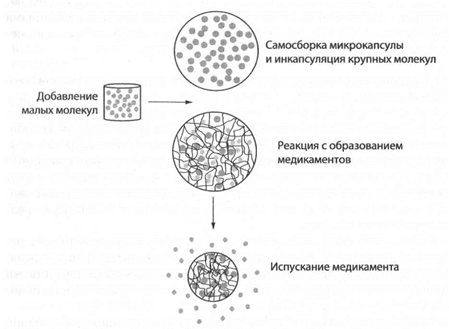 Самосборка микрокапсулы
и инкапсуляция крупных молекул
Добавление
малых молекул
Реакция с образованием
медикаментов
Испускание медикамента